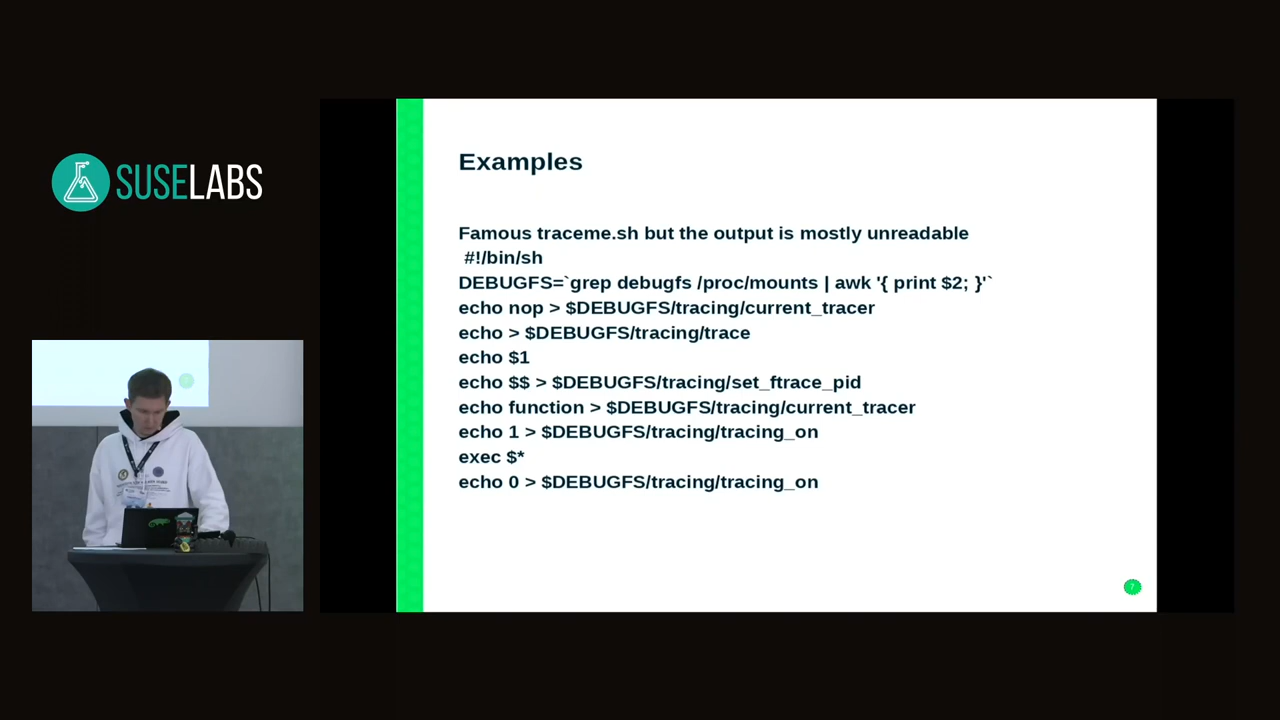 SUSELABS
Examples
Famous traceme.sh but the output is mostly unreadable
#!/bin/sh
DEBUGFS=`grep debugfs /proc/mounts | awk '{ print $2; }'`
echo nop > $DEBUGFS/tracing/current_tracer
echo > $DEBUGFS/tracing/trace
echo $1
echo $$ > $DEBUGFS/tracing/set_ftrace_pid
echo function > $DEBUGFS/tracing/current_tracer
echo 1 > $DEBUGFS/tracing/tracing_on
exec $*
echo 0 > $DEBUGFS/tracing/tracing_on
7